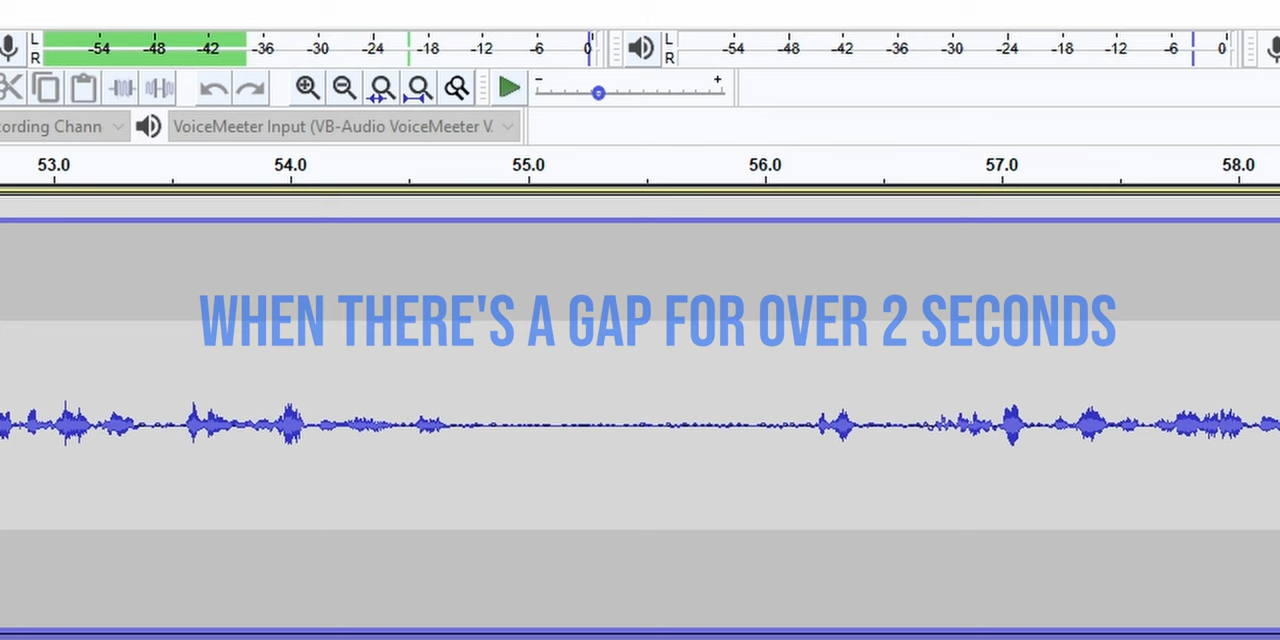 L -54 -48 -42 -36 -30 -24 -18 -12 -6 0 L -54 -48 -42 -36 -30 -24 -18 -12 -6 0
R R
- +
ording Chann VoiceMeeter Input (VB-Audio VoiceMeeter V.
53.0 54.0 55.0 56.0 57.0 58.0
WHEN THERE'S A GAP FOR OVER 2 SECONDS